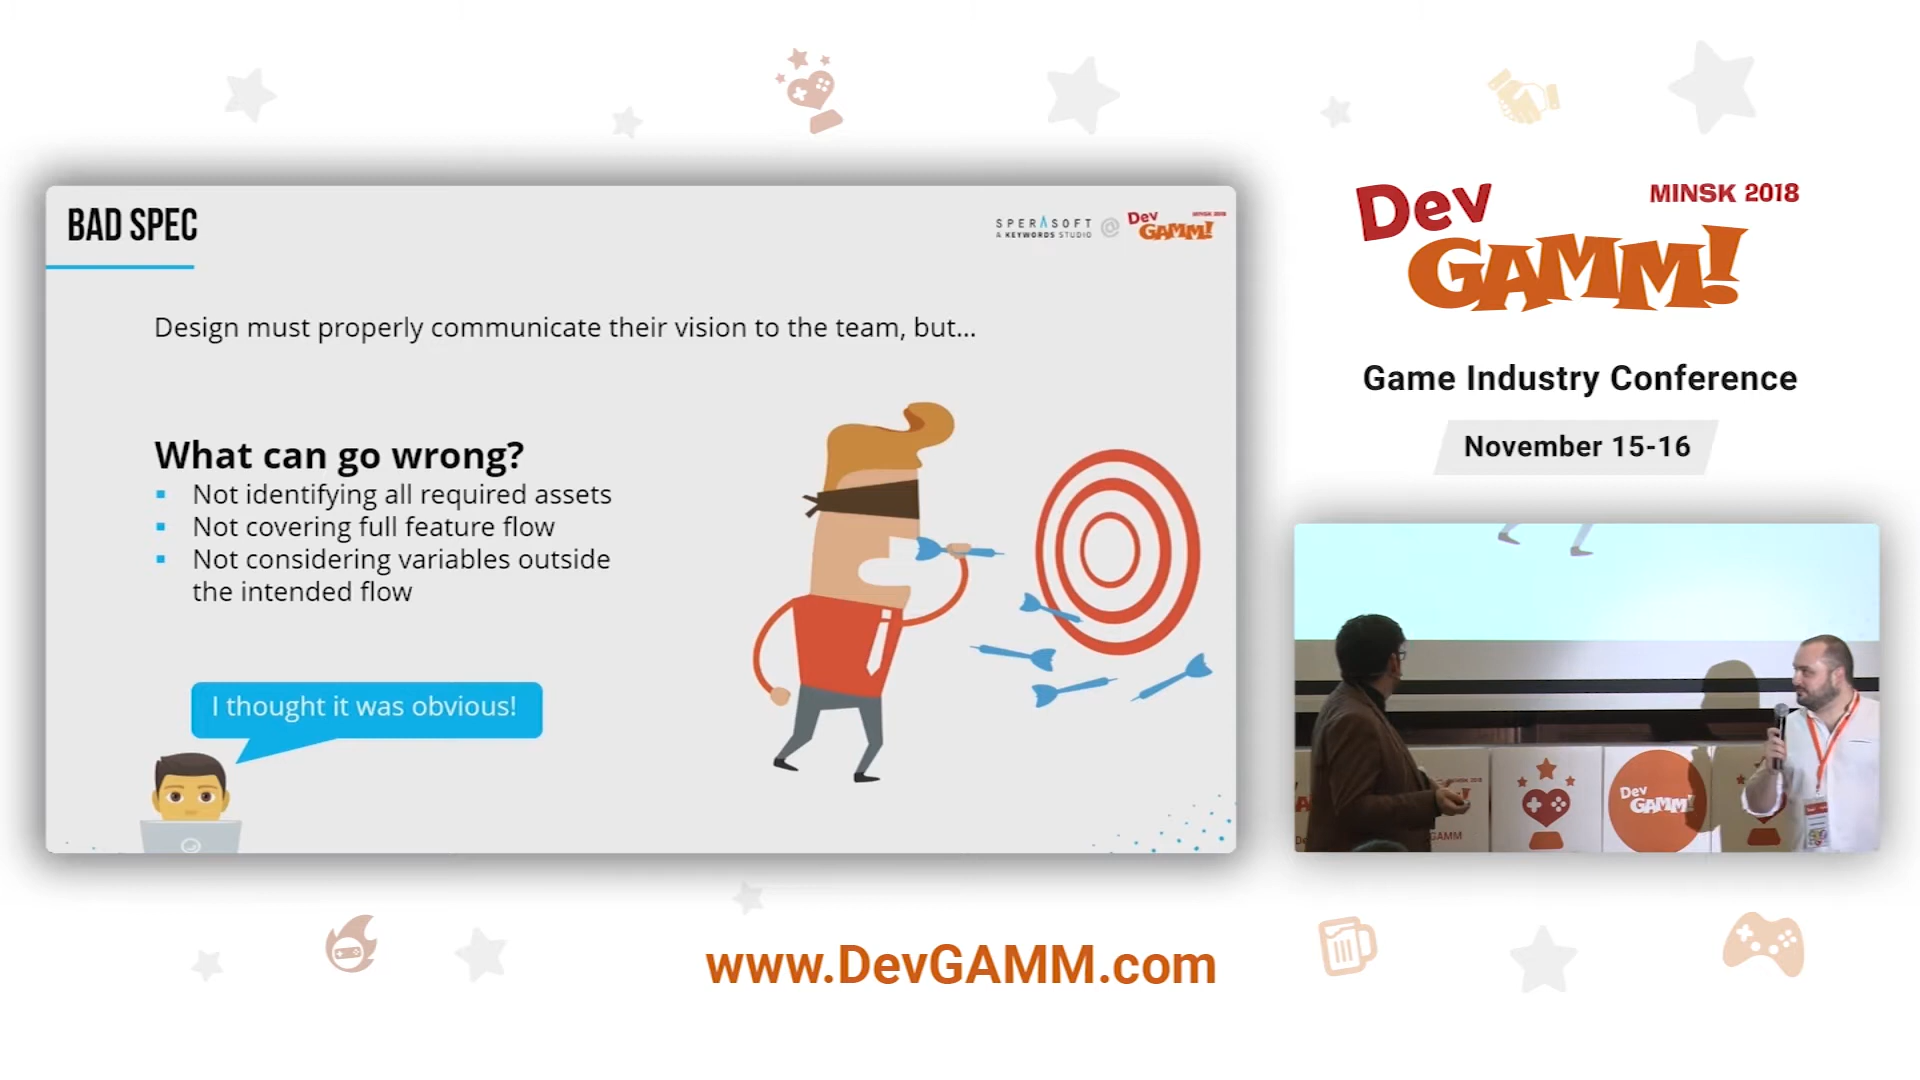 BAD SPEC
SPERASOFT
A KEYWORDS STUDIO
@
Dev
GAMM!
MINSK 2018
Design must properly communicate their vision to the team, but...
What can go wrong?
Not identifying all required assets
Not covering full feature flow
Not considering variables outside
the intended flow
I thought it was obvious!
Dev
GAMM!
MINSK 2018
Game Industry Conference
November 15-16
Dev
GAMM!
GAMM
www.DevGAMM.com